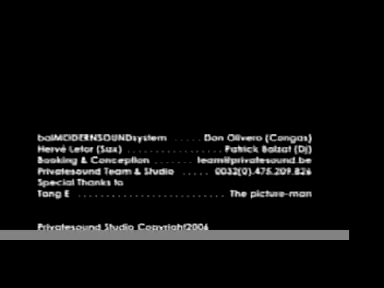 balMODERNSOUNDsystem ..... Don Olivero (Congas)
Hervé Letor (Sax) .................. Patrick Balzat (Dj)
Booking & Conception ....... team@privatesound.be
Privatesound Team & Studio ..... 0032(0).475.209.826
Special Thanks to
Tang E ........................... The picture-man
Privatesound Studio Copyright2006